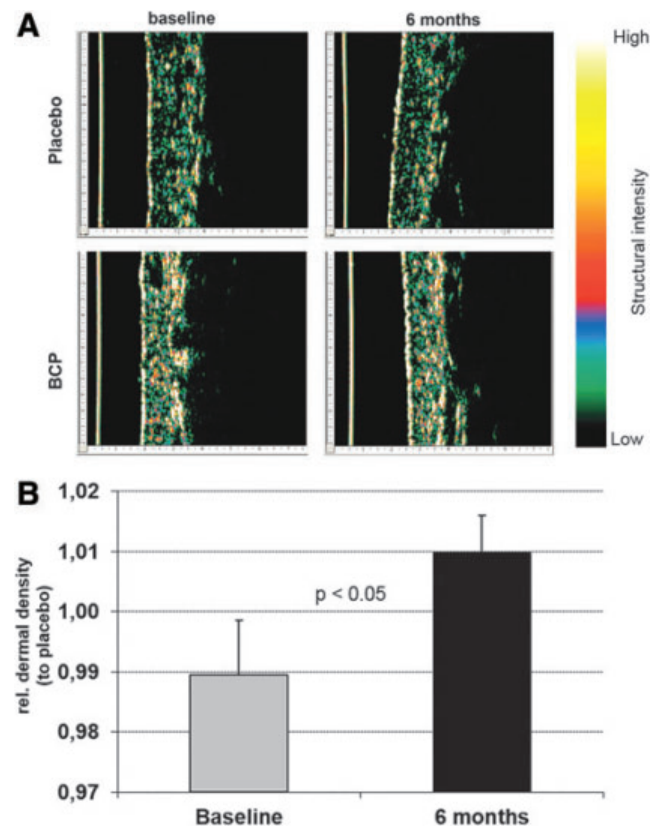 A
baseline
6 months
Placebo
BCP
High
Structural intensity
Low
B
1,02
1,01
1,00
0,99
0,98
0,97
rel. dermal density
(to placebo)
p < 0.05
Baseline
6 months